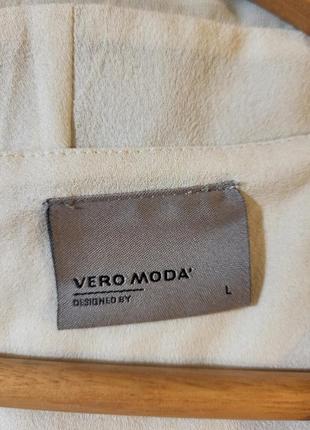 VERO MODA'
DESIGNED BY
L